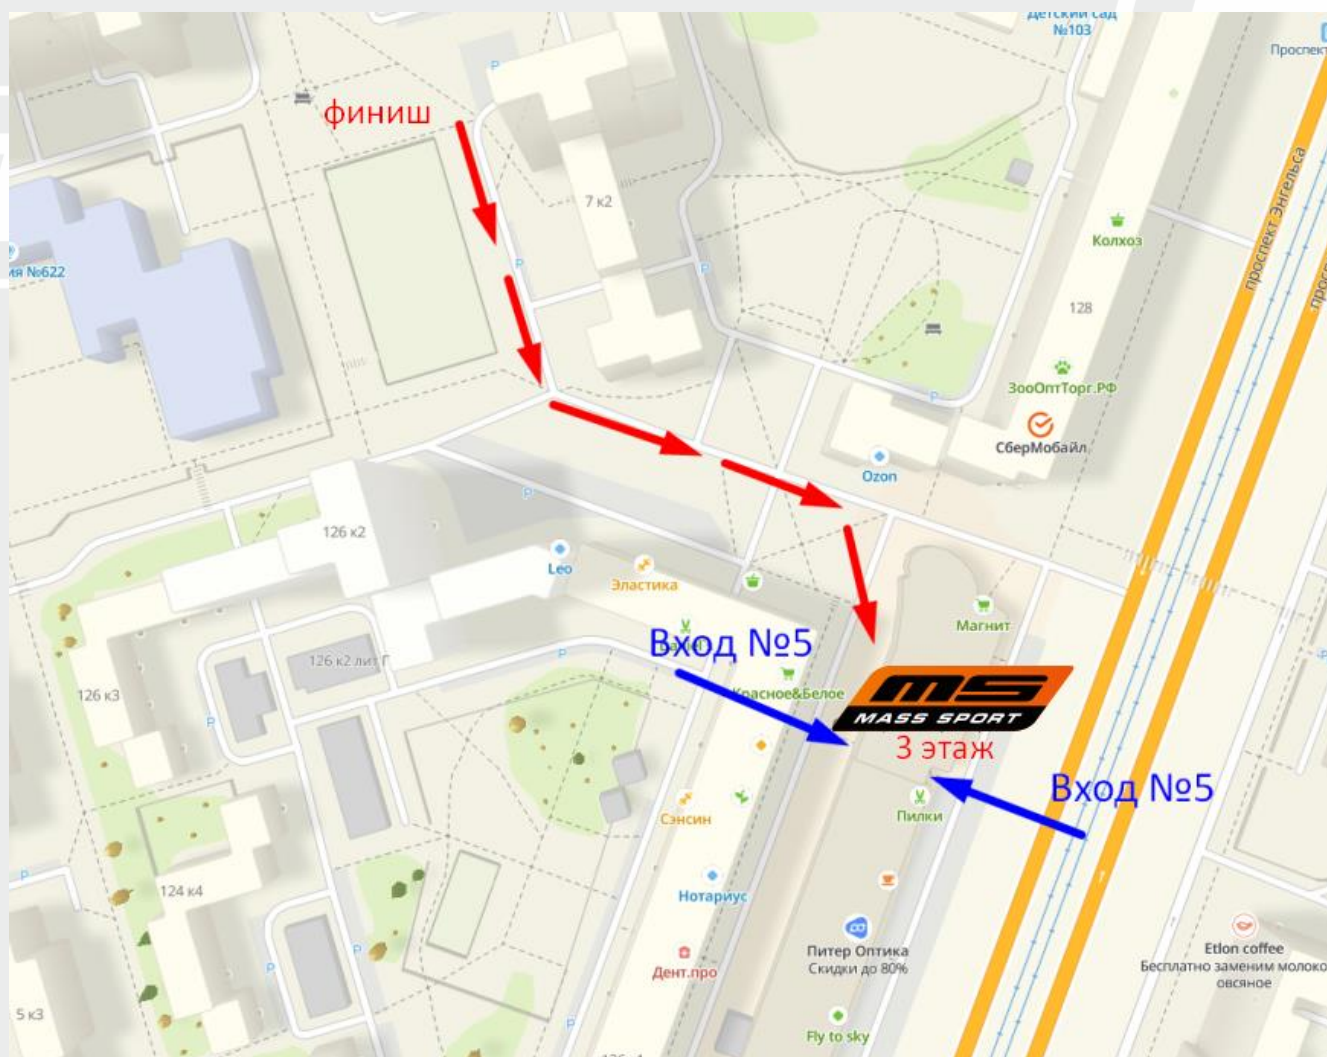 Детский сад
№103
Проспект
финиш
7 к2
проспект Энгельса
Колхоз
ия №622
128
ЗооОптТорг.РФ
СберМобайл
Ozon
126 к2
Leo
Эластика
Магнит
Вход №5
126 к2 лит Г
Красное&Белое
126 к3
MS
MASS SPORT
3 этаж
Вход №5
Пилки
Сэнсин
124 к4
Нотариус
Питер Оптика
Скидки до 80%
Etlon coffee
Бесплатно заменим молоко
овсяное
Дент.про
5 к3
Fly to sky